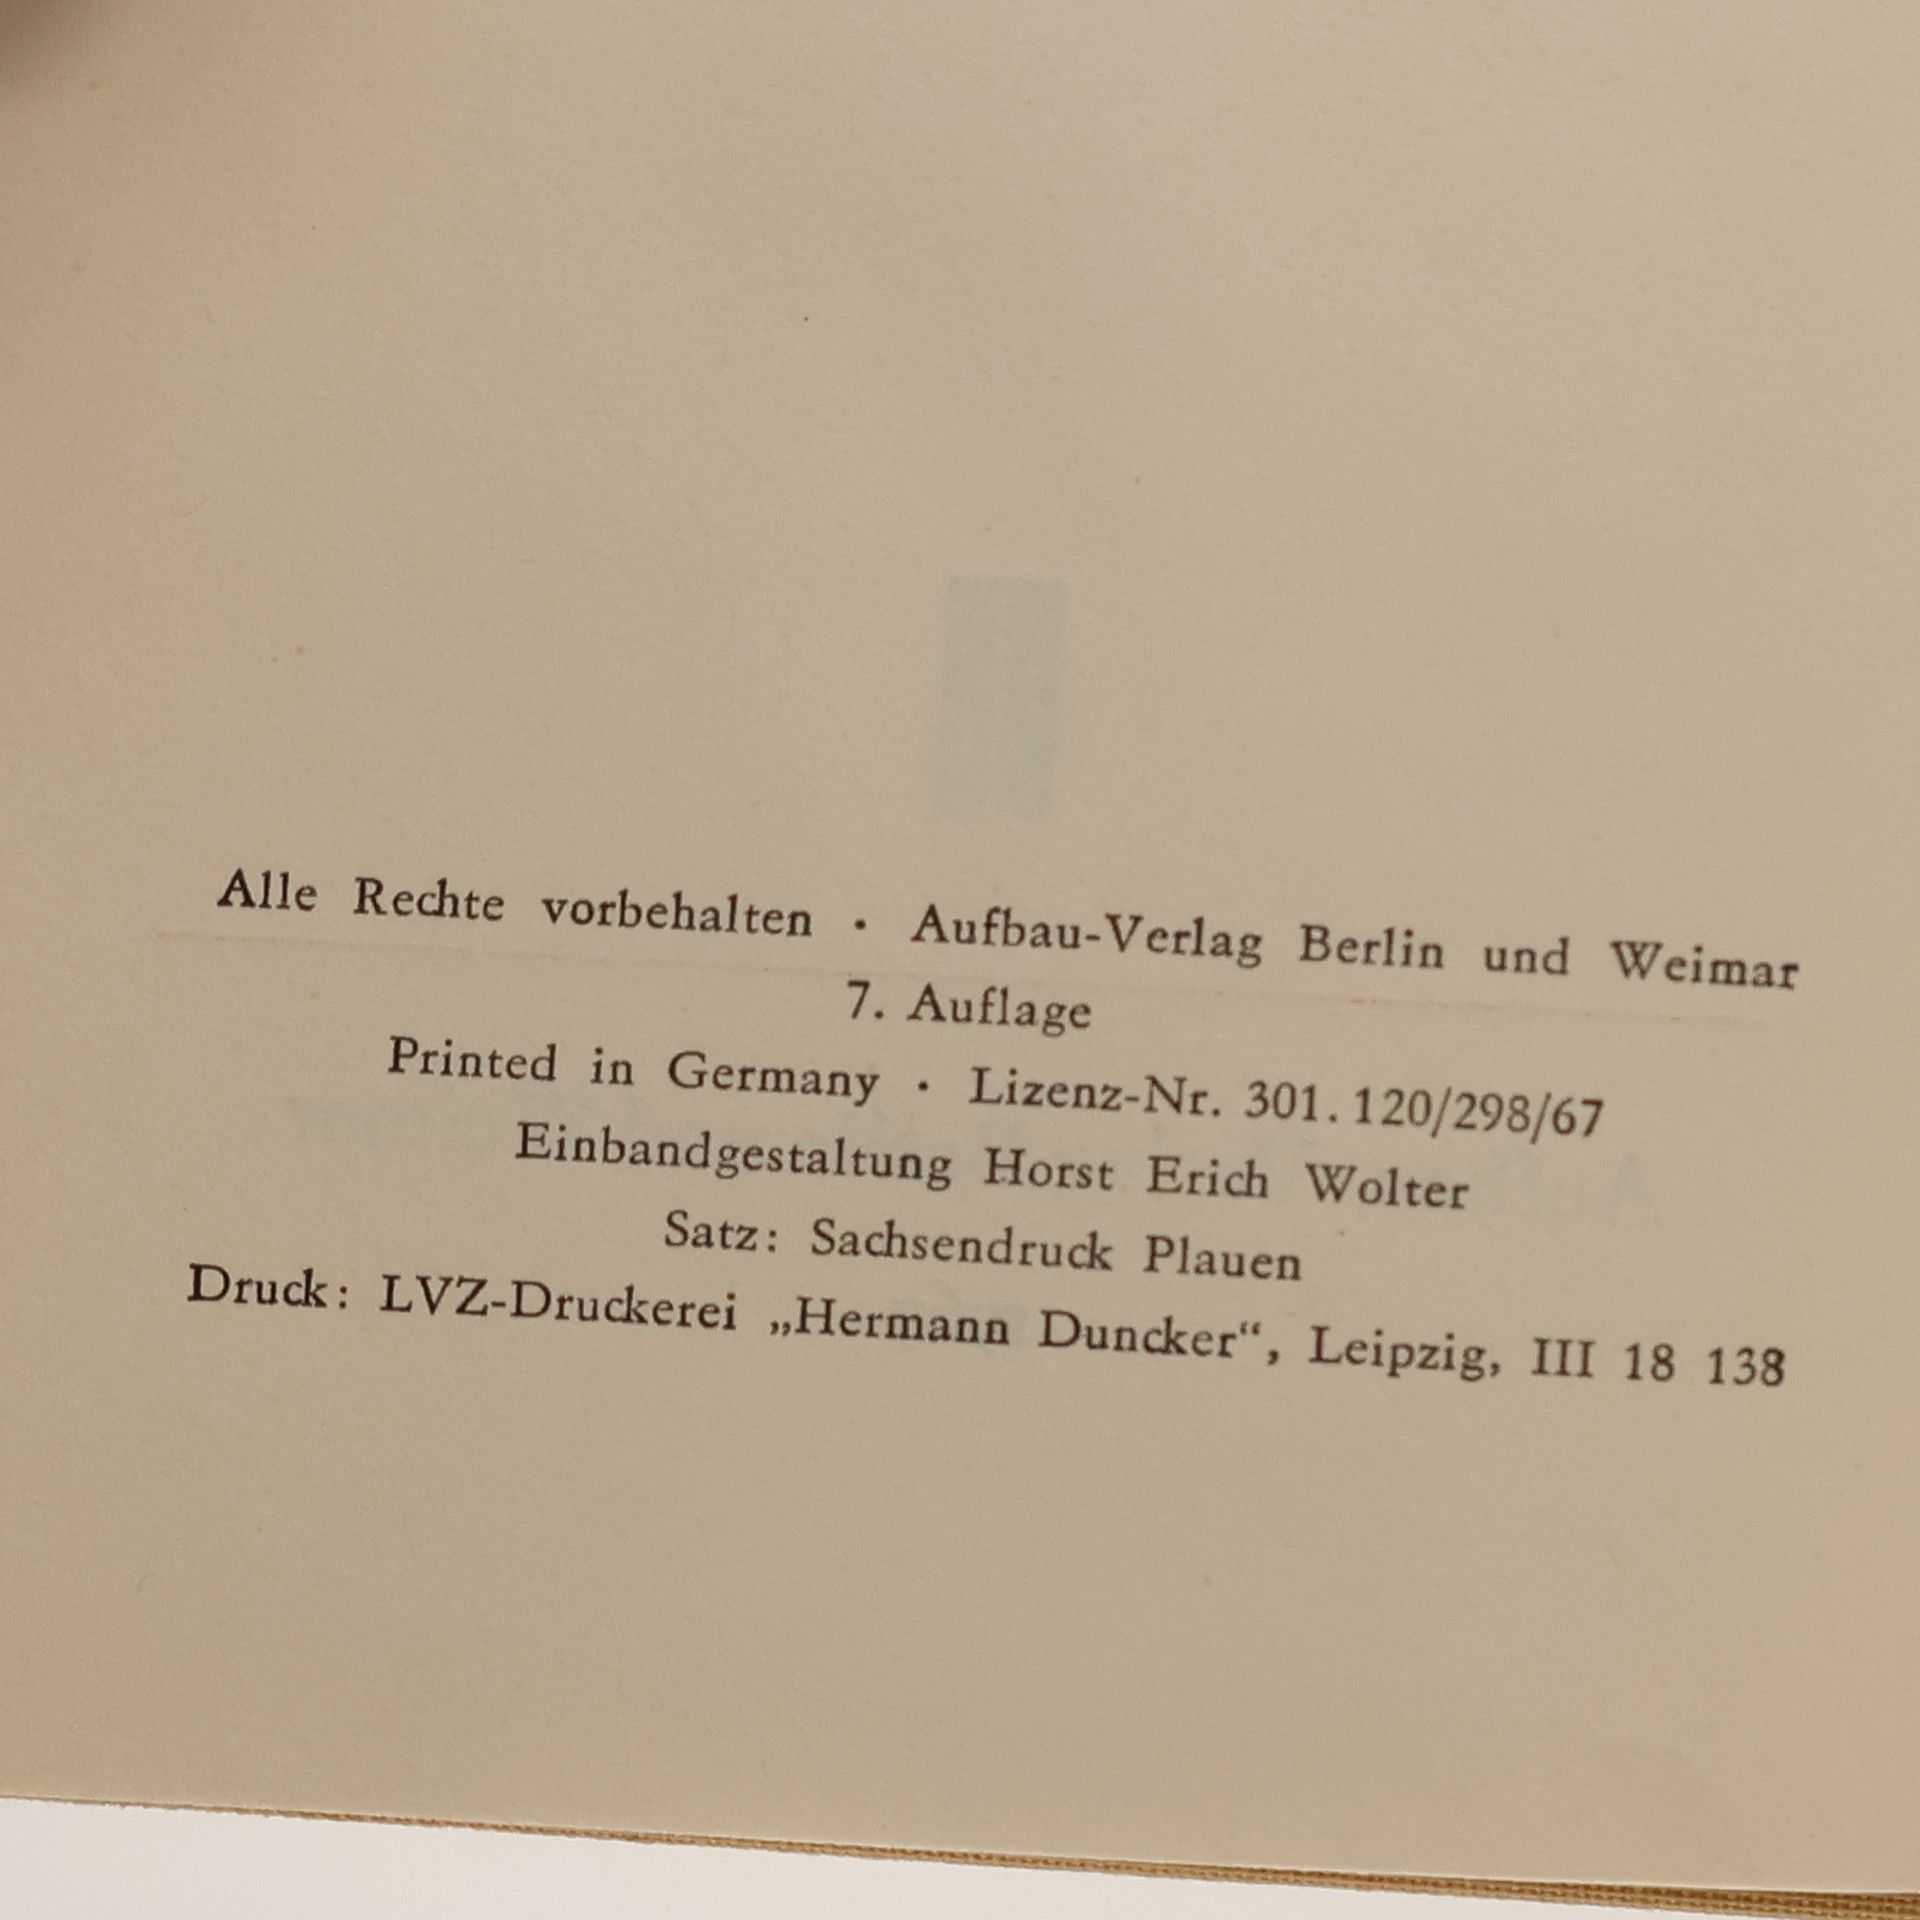 Alle Rechte vorbehalten · Aufbau-Verlag Berlin und Weimar
7. Auflage
Printed in Germany · Lizenz-Nr. 301. 120/298/67
Einbandgestaltung Horst Erich Wolter
Satz: Sachsendruck Plauen
Druck: LVZ-Druckerei „Hermann Duncker“, Leipzig, III 18 138